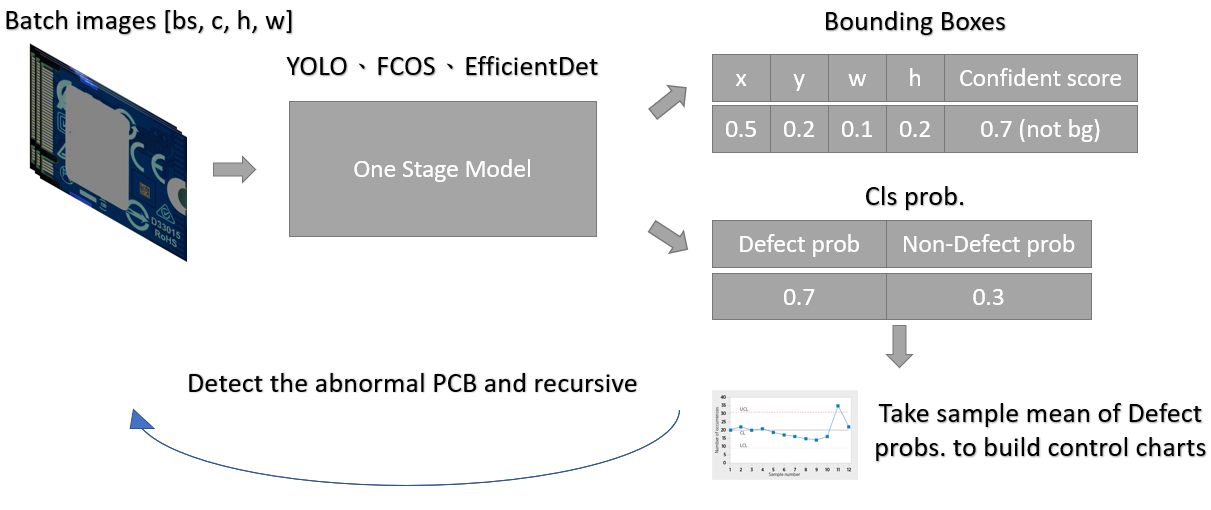 Batch images [bs, c, h, w]
YOLO、FCOS、EfficientDet
One Stage Model
D33015
RoHS
Bounding Boxes
x y w h Confident score
0.5 0.2 0.1 0.2 0.7 (not bg)
Cls prob.
Defect prob Non-Defect prob
0.7 0.3
Detect the abnormal PCB and recursive
Number of occurrences
40
35
30
25
20
15
10
5
0
UCL
CL
LCL
1 2 3 4 5 6 7 8 9 10 11 12
Sample number
Take sample mean of Defect
probs. to build control charts